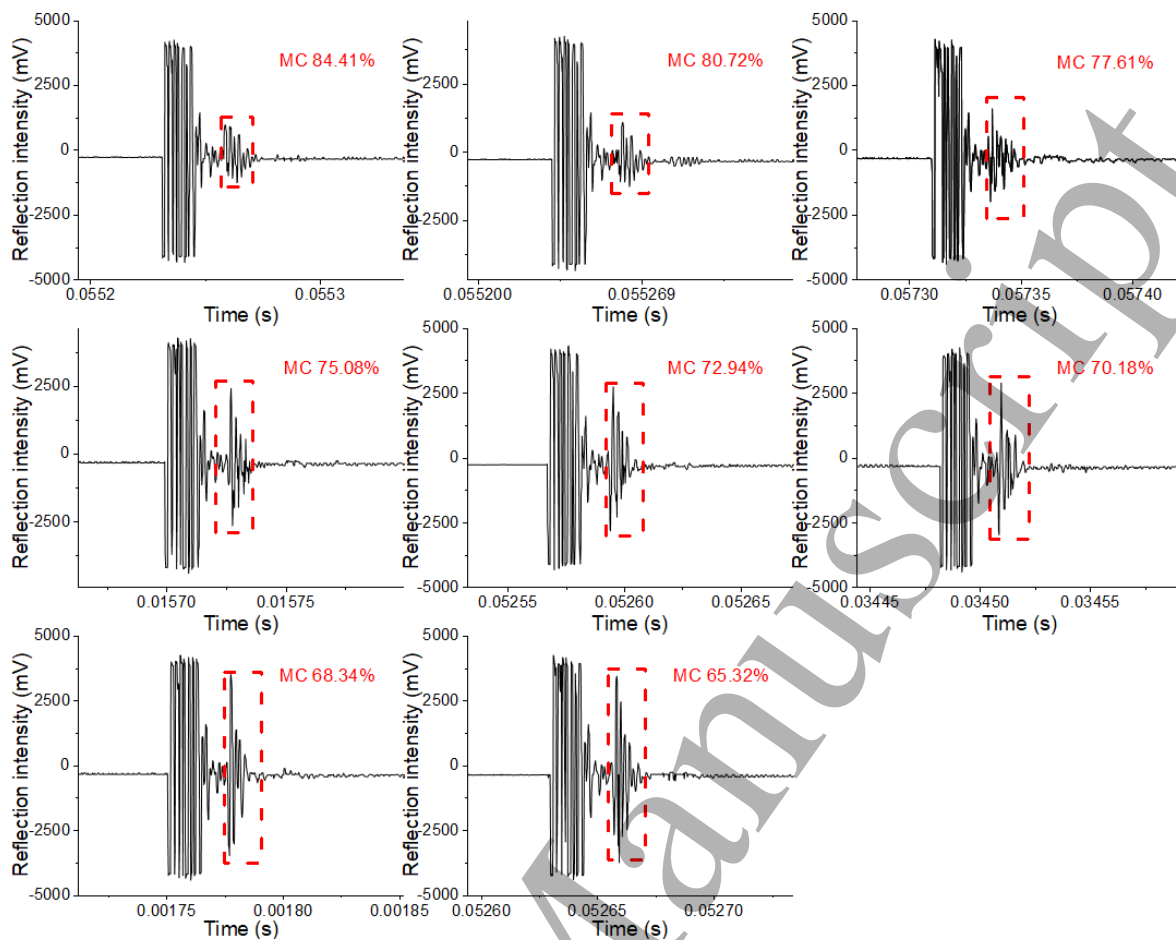 5000
2500
0
-2500
-5000
Reflection intensity (mV)
MC 84.41%
0.0552
0.0553
Time (s)
5000
2500
0
-2500
Reflection intensity (mV)
MC 80.72%
0.055200
0.055269
Time (s)
5000
2500
0
-2500
-5000
Reflection intensity (mV)
MC 77.61%
0.05730
0.05735
0.05740
Time (s)
2500
0
-2500
Reflection intensity (mV)
MC 75.08%
0.01570
0.01575
Time (s)
5000
2500
0
-2500
-5000
Reflection intensity (mV)
MC 72.94%
0.05255
0.05260
0.05265
Time (s)
5000
2500
0
-2500
-5000
Reflection intensity (mV)
MC 70.18%
0.03445
0.03450
0.03455
Time (s)
5000
2500
0
-2500
-5000
Reflection intensity (mV)
MC 68.34%
0.00175
0.00180
0.00185
Time (s)
5000
2500
0
-2500
-5000
Reflection intensity (mV)
MC 65.32%
0.05260
0.05265
0.05270
Time (s)
Manuscript